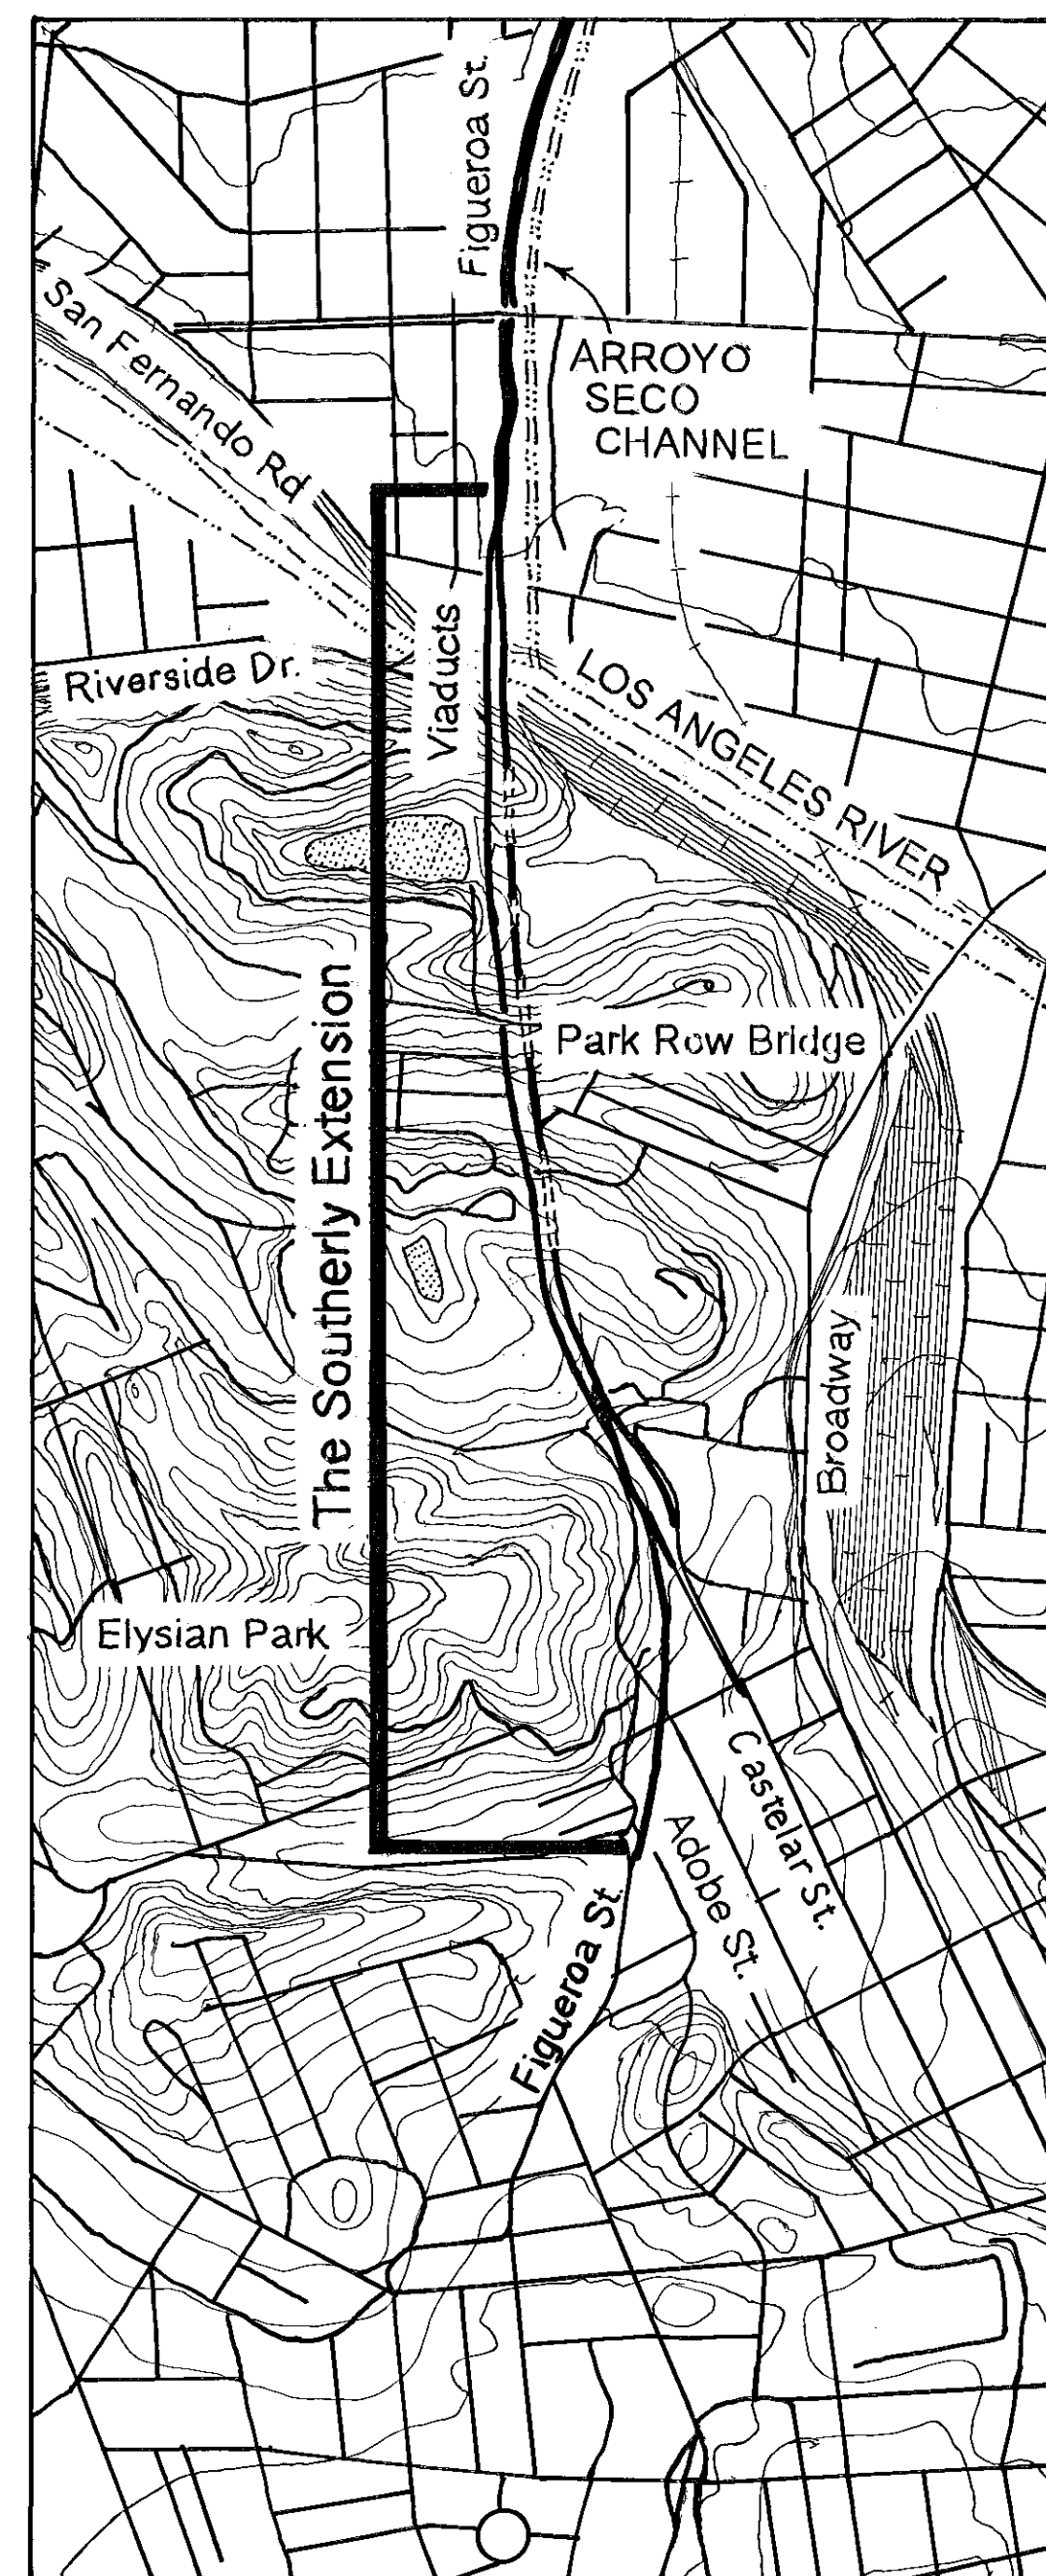 Figueroa St.
San Fernando Rd
ARROYO
SECO
CHANNEL
Riverside Dr.
Viaducts
LOS ANGELES RIVER
The Southerly Extension
Park Row Bridge
Broadway
Elysian Park
Castelar St.
Adobe St.
Figueroa St